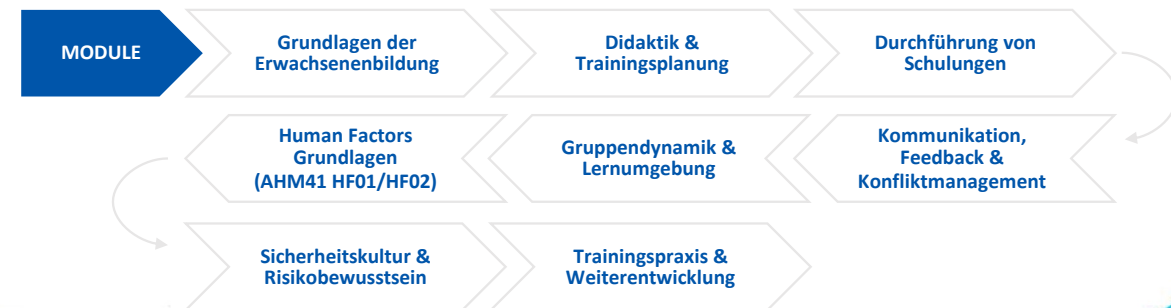 MODULE
Grundlagen der
Erwachsenenbildung
Didaktik &
Trainingsplanung
Durchführung von
Schulungen
Kommunikation,
Feedback &
Konfliktmanagement
Gruppendynamik &
Lernumgebung
Human Factors
Grundlagen
(AHM41 HF01/HF02)
Sicherheitskultur &
Risikobewusstsein
Trainingspraxis &
Weiterentwicklung